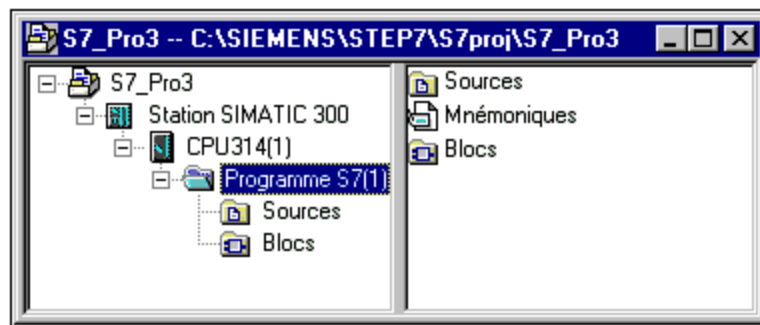 S7_Pro3 -- C:\SIEMENS\STEP7\S7proj\S7_Pro3
S7_Pro3
Station SIMATIC 300
CPU314(1)
Programme S7(1)
Sources
Blocs
Sources
Mnémoniques
Blocs